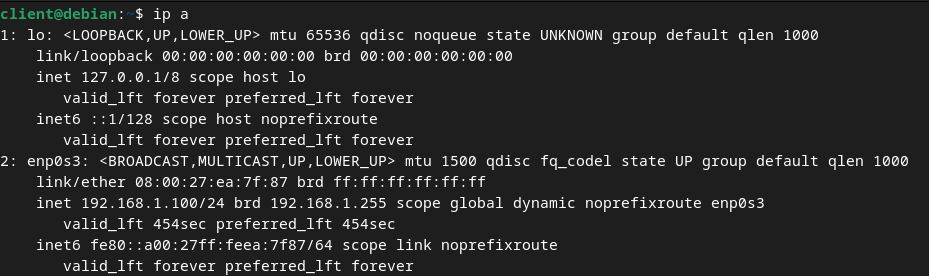 client@debian:~$ ip a
1: lo: <LOOPBACK,UP,LOWER_UP> mtu 65536 qdisc noqueue state UNKNOWN group default qlen 1000
    link/loopback 00:00:00:00:00:00 brd 00:00:00:00:00:00
    inet 127.0.0.1/8 scope host lo
       valid_lft forever preferred_lft forever
    inet6 ::1/128 scope host noprefixroute
       valid_lft forever preferred_lft forever
2: enp0s3: <BROADCAST,MULTICAST,UP,LOWER_UP> mtu 1500 qdisc fq_codel state UP group default qlen 1000
    link/ether 08:00:27:ea:7f:87 brd ff:ff:ff:ff:ff:ff
    inet 192.168.1.100/24 brd 192.168.1.255 scope global dynamic noprefixroute enp0s3
       valid_lft 454sec preferred_lft 454sec
    inet6 fe80::a00:27ff:feea:7f87/64 scope link noprefixroute
       valid_lft forever preferred_lft forever